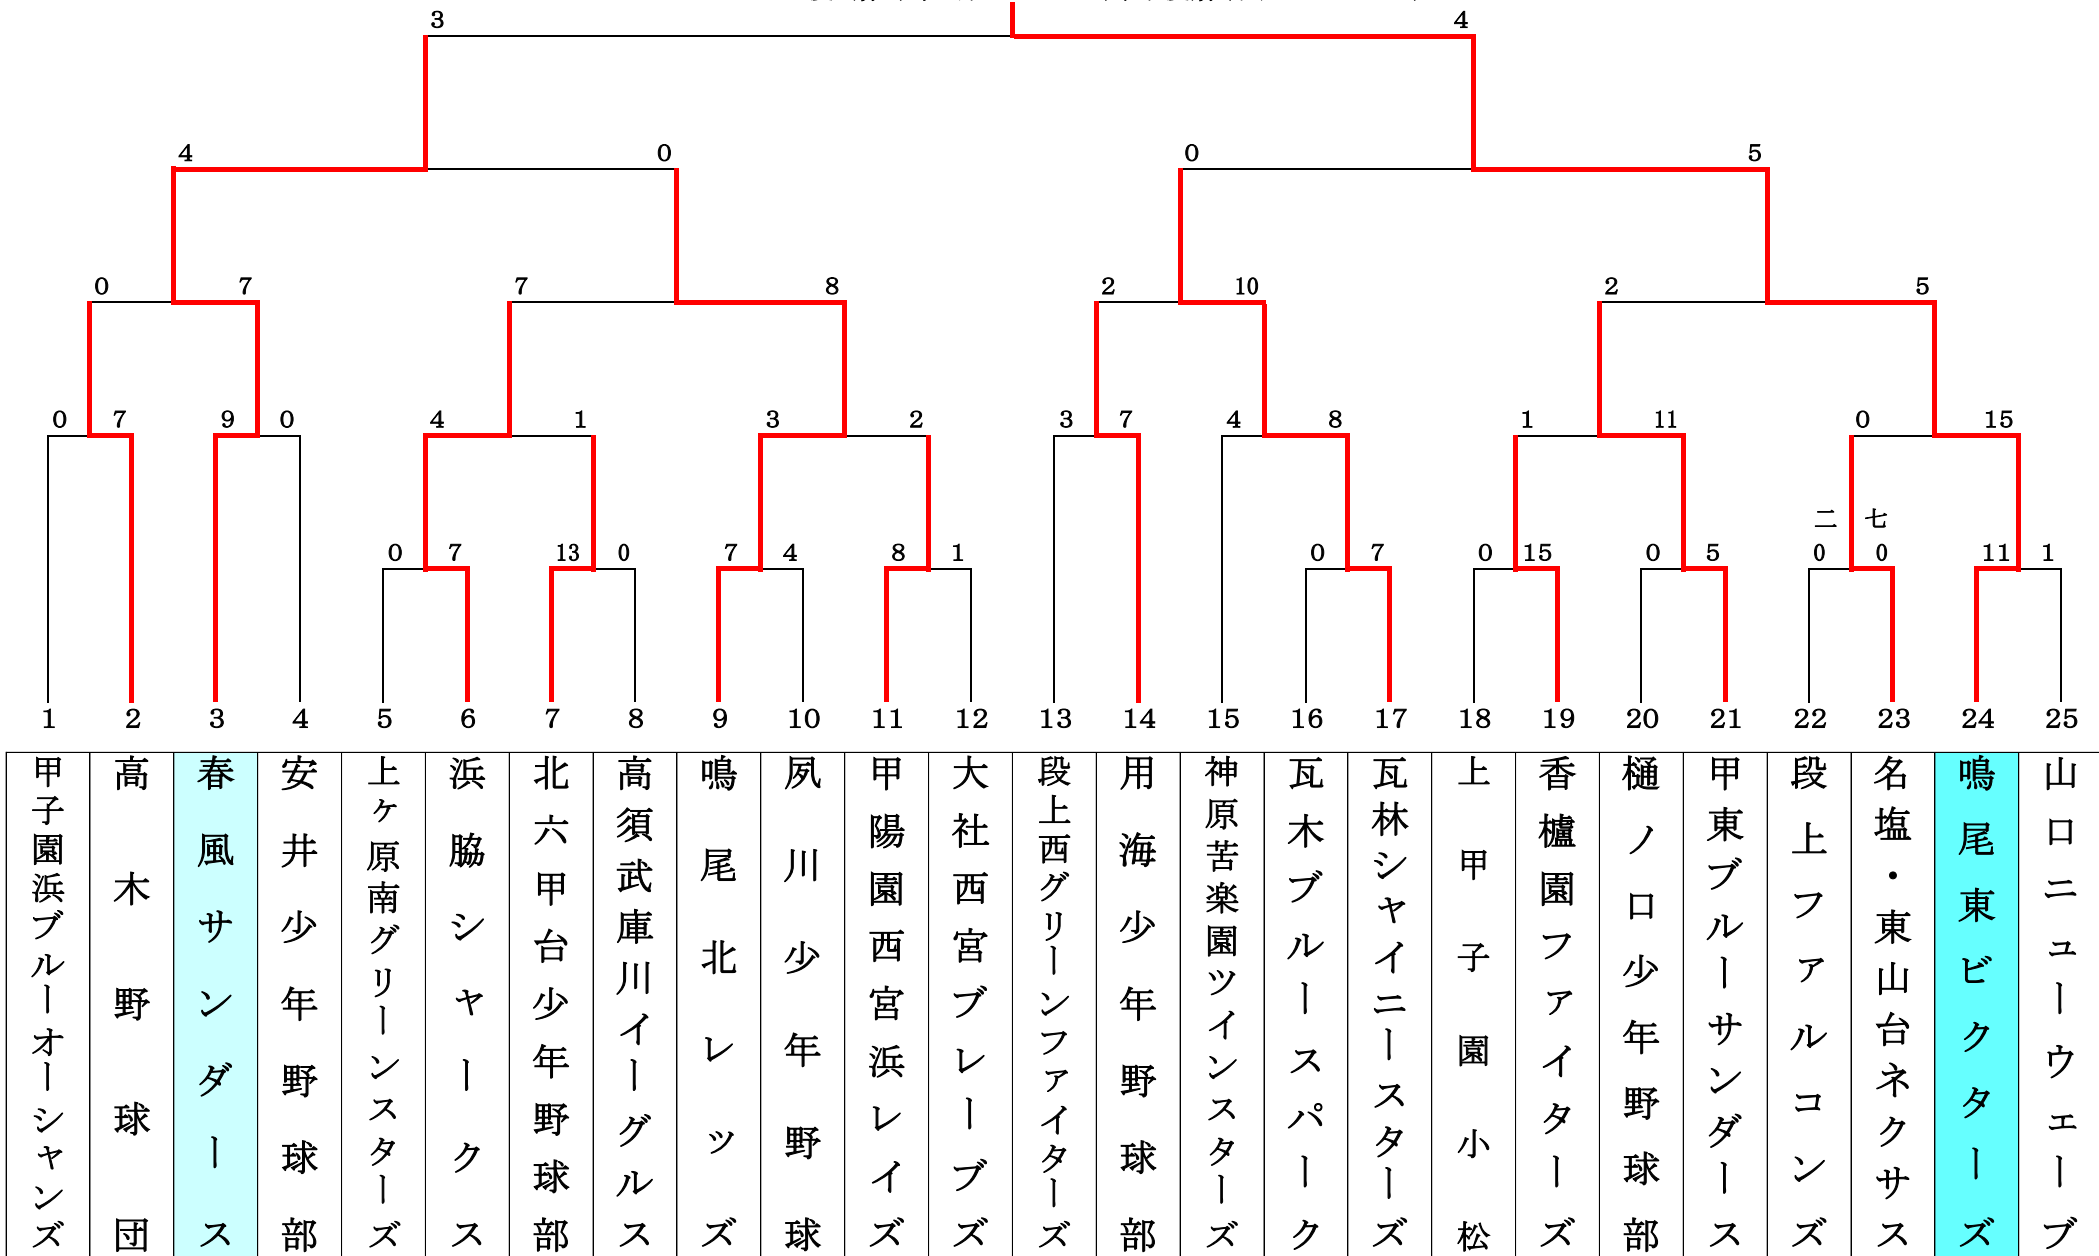 3 4
4 0 0 5
0 7 7 8 2 10 2 5
0 7 9 0 4 1 3 2 3 7 4 8 1 11 0 15
二 七
0 7 13 0 7 4 8 1 0 7 0 15 0 5 0 0 11 1
1 2 3 4 5 6 7 8 9 10 11 12 13 14 15 16 17 18 19 20 21 22 23 24 25
甲子園浜ブルーオーシャンズ
高木野球団
春風サンダース
安井少年野球部
上ヶ原南グリーンスターズ
浜脇シャークス
北六甲台少年野球部
高須武庫川イーグルス
鳴尾北レッズ
夙川少年野球
甲陽園西宮浜レイズ
大社西宮ブレーブズ
段上西グリーンファイターズ
用海少年野球部
神原苦楽園ツインスターズ
瓦木ブルースパーク
瓦林シャイニースターズ
上甲子園小松
香櫨園ファイターズ
樋ノ口少年野球部
甲東ブルーサンダース
段上ファルコンズ
名塩・東山台ネクサス
鳴尾東ビクターズ
山口ニューウェーブ